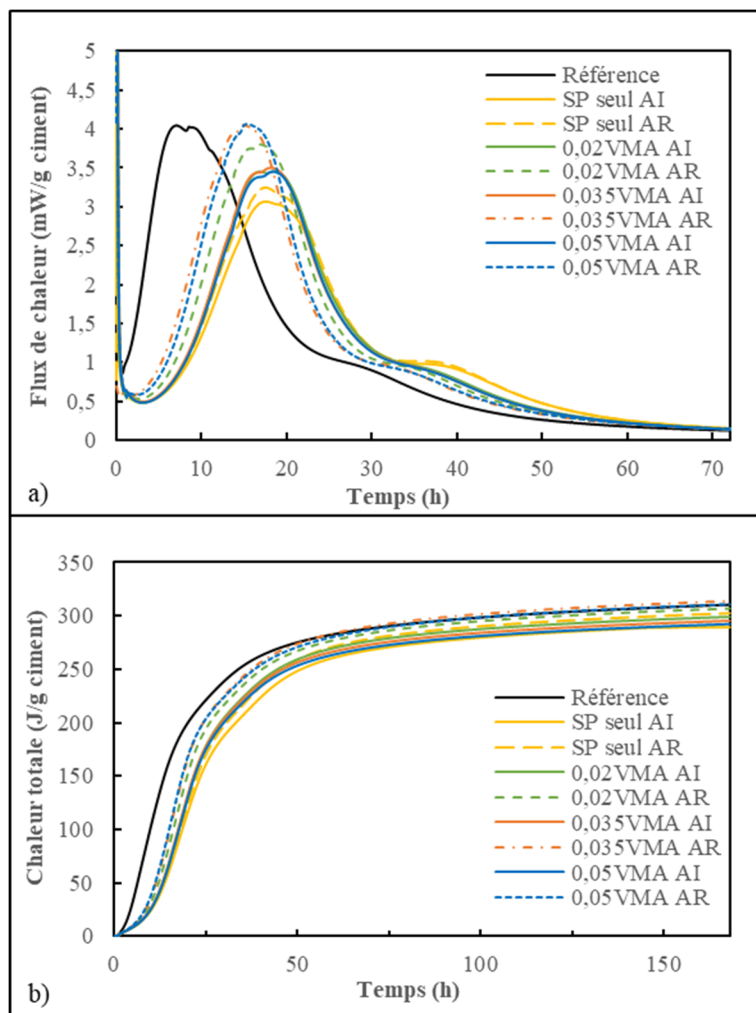 5
4,5
4
3,5
3
2,5
2
1,5
1
0,5
0
Flux de chaleur (mW/g ciment)
Référence
SP seul AI
SP seul AR
0,02VMA AI
0,02VMA AR
0,035VMA AI
0,035VMA AR
0,05VMA AI
0,05VMA AR
0 10 20 30 40 50 60 70
Temps (h)
a)
350
300
250
200
150
100
50
0
Chaleur totale (J/g ciment)
Référence
SP seul AI
SP seul AR
0,02VMA AI
0,02VMA AR
0,035VMA AI
0,035VMA AR
0,05VMA AI
0,05VMA AR
0 50 100 150
Temps (h)
b)